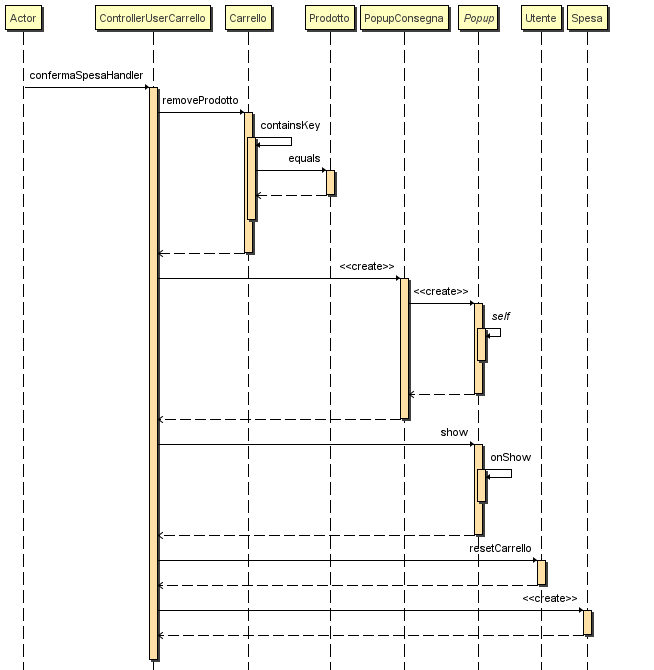 Actor
ControllerUserCarrello
Carrello
Prodotto
PopupConsegna
Popup
Utente
Spesa
confermaSpesaHandler
removeProdotto
containsKey
equals
<<create>>
<<create>>
self
show
onShow
resetCarrello
<<create>>